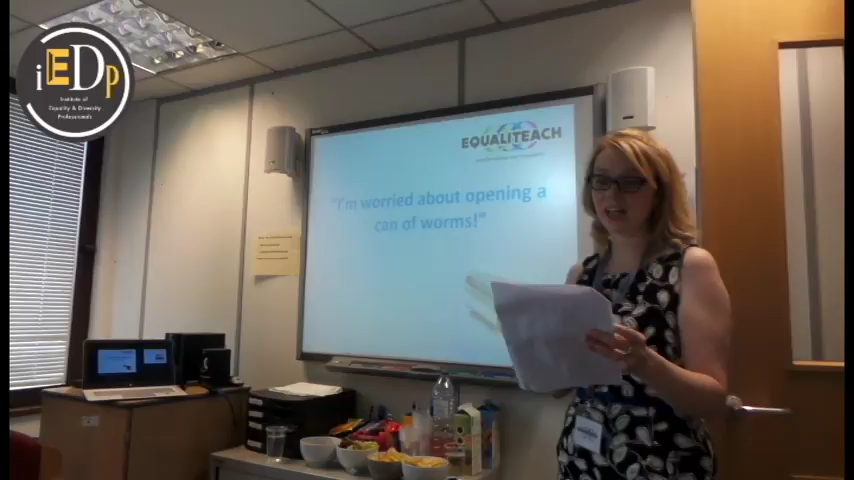 iEDp
Institute of
Equality & Diversity
Professionals
EQUALITEACH
"I'm worried about opening a
can of worms!"